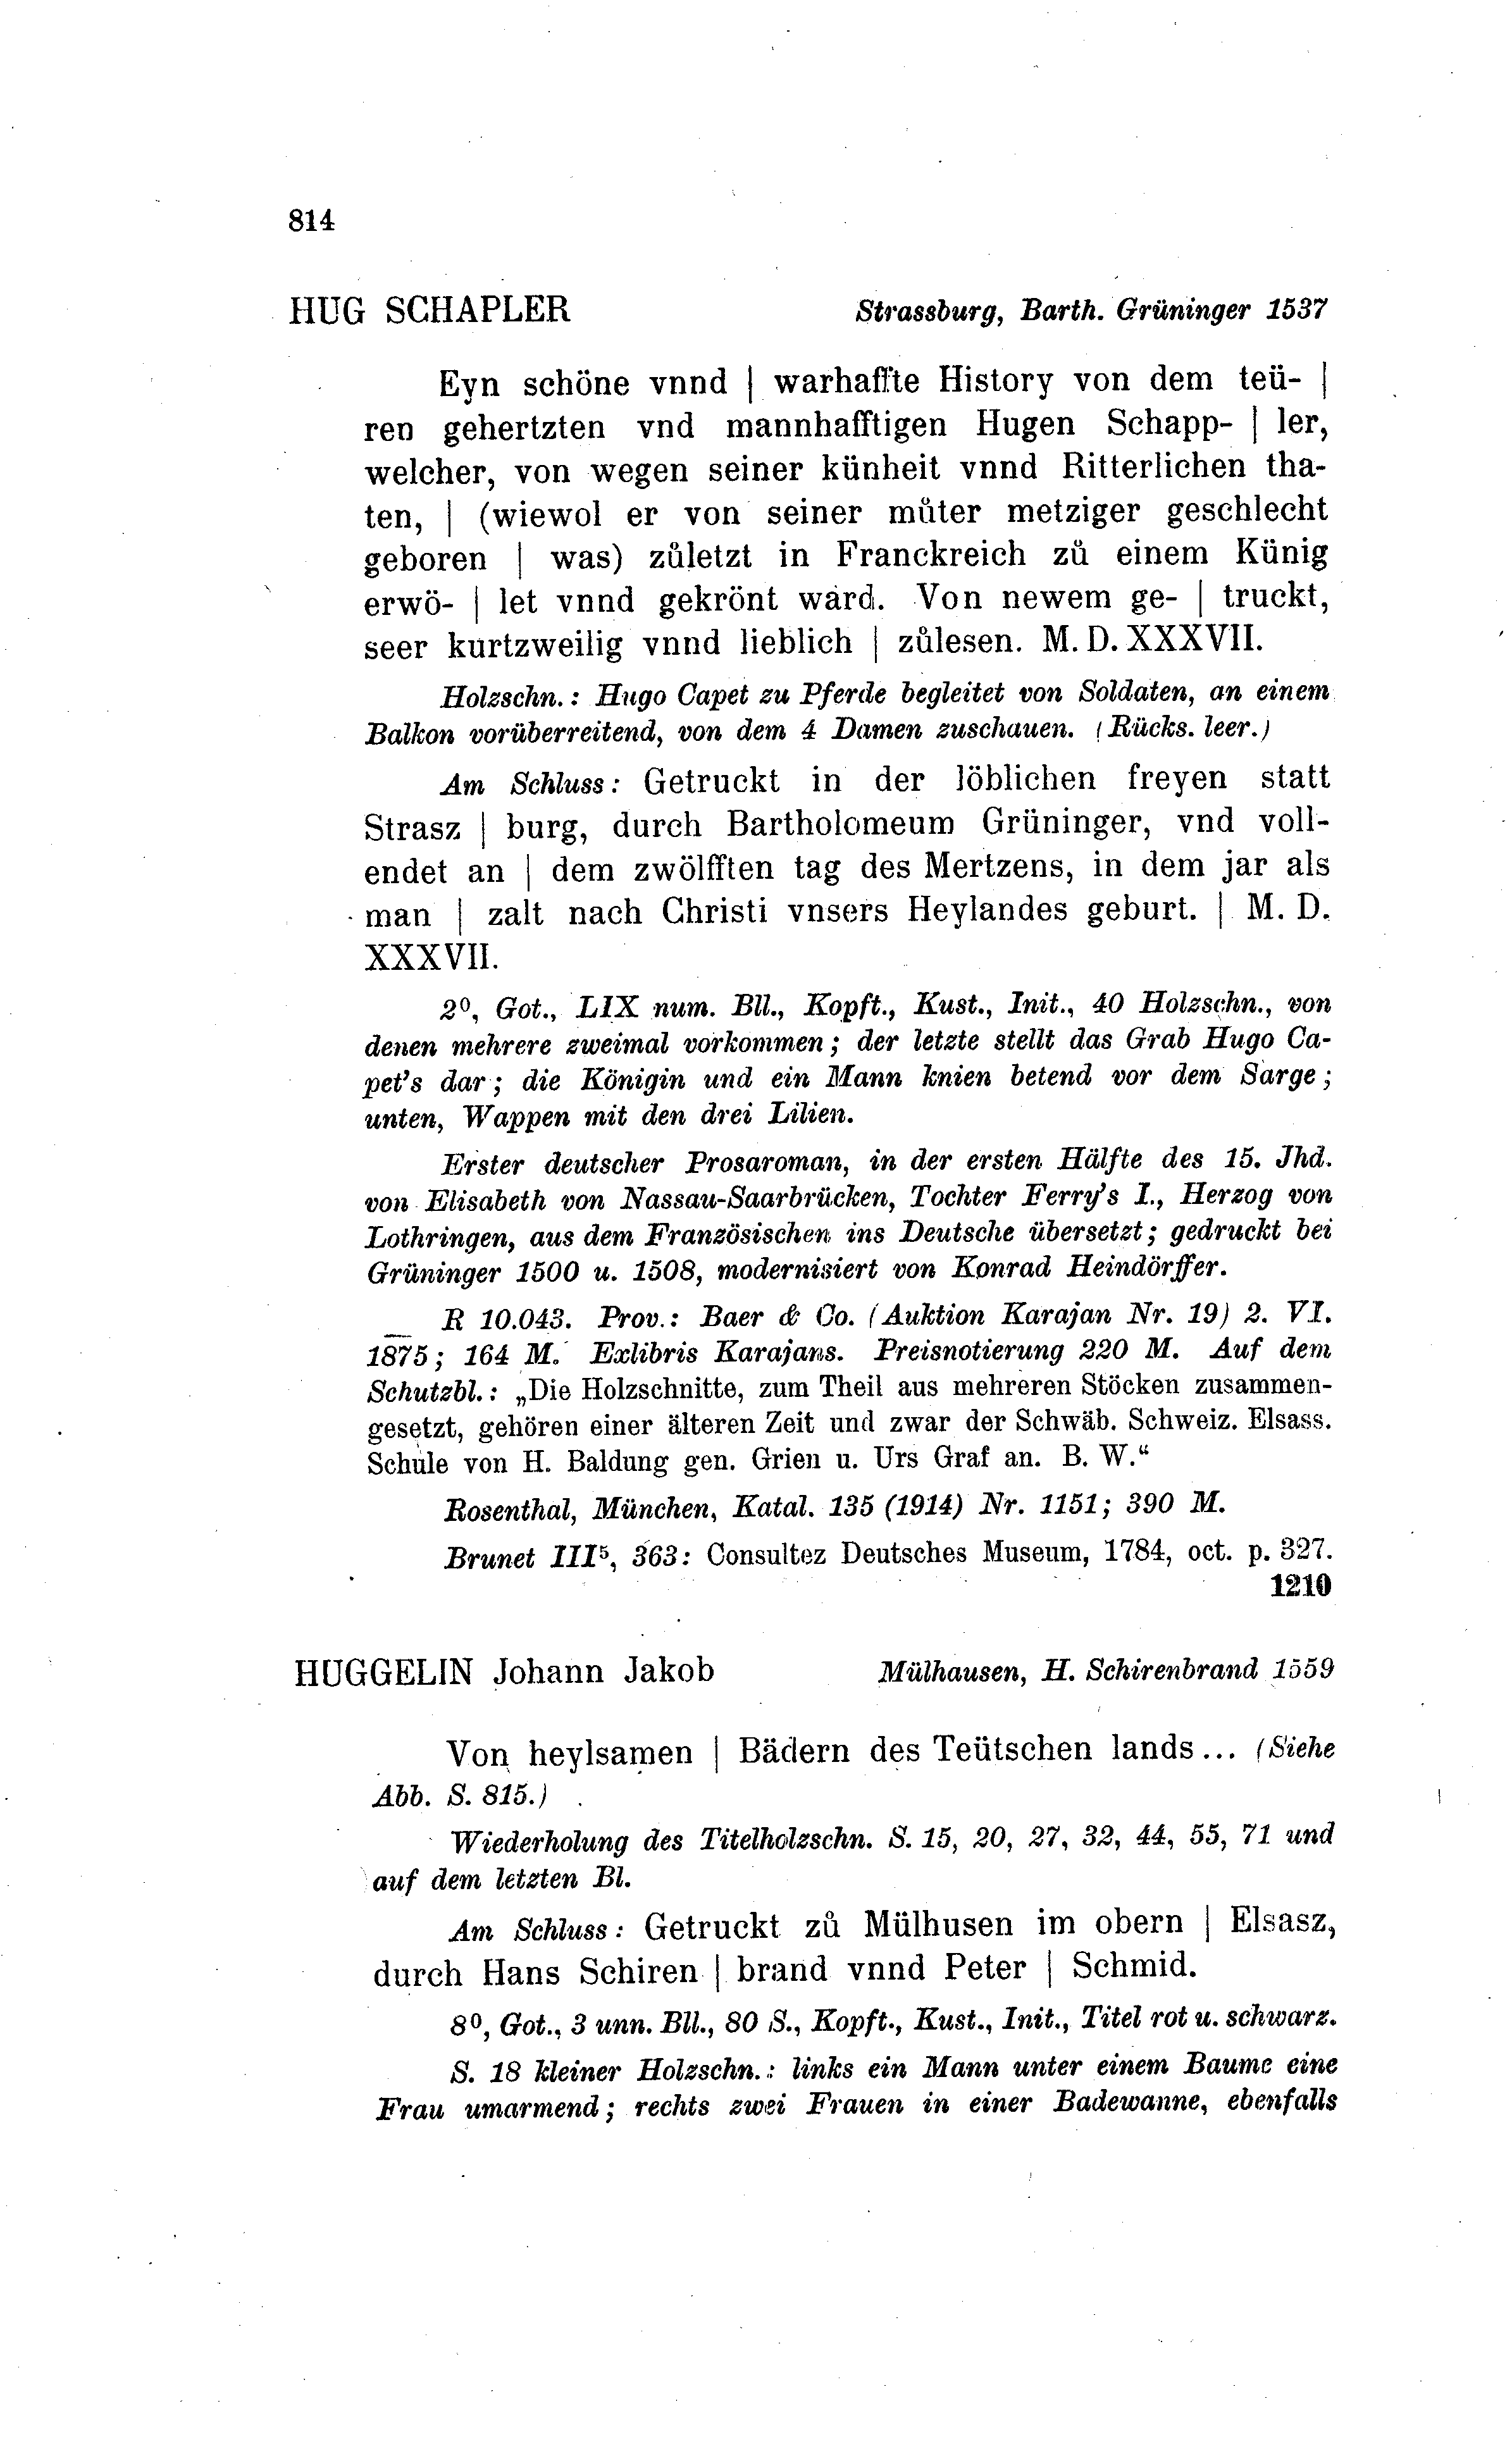 814
HUG SCHAPLER Strassburg, Barth. Grüninger 1537
Eyn schöne vnnd | warhaffte History von dem teü- |
ren gehertzten vnd mannhafftigen Hugen Schapp- | ler,
welcher, von wegen seiner künheit vnnd Ritterlichen tha-
ten, | (wiewol er von seiner můter metziger geschlecht
geboren | was) zůletzt in Franckreich zů einem Künig
erwö- | let vnnd gekrönt ward. Von newem ge- | truckt,
seer kurtzweilig vnnd lieblich | zůlesen. M. D. XXXVII.
Holzschn.: Hugo Capet zu Pferde begleitet von Soldaten, an einem
Balkon vorüberreitend, von dem 4 Damen zuschauen. (Rücks. leer.)
Am Schluss: Getruckt in der löblichen freyen statt
Strasz | burg, durch Bartholomeum Grüninger, vnd voll-
endet an | dem zwölfften tag des Mertzens, in dem jar als
man | zalt nach Christi vnsers Heylandes geburt. | M. D.
XXXVII.
2⁰, Got., LIX num. Bll., Kopft., Kust., Init., 40 Holzschn., von
denen mehrere zweimal vorkommen; der letzte stellt das Grab Hugo Ca-
pet's dar; die Königin und ein Mann knien betend vor dem Sarge;
unten, Wappen mit den drei Lilien.
Erster deutscher Prosaroman, in der ersten Hälfte des 15. Jhd.
von Elisabeth von Nassau-Saarbrücken, Tochter Ferry's I., Herzog von
Lothringen, aus dem Französischen ins Deutsche übersetzt; gedruckt bei
Grüninger 1500 u. 1508, modernisiert von Konrad Heindörffer.
R 10.043. Prov.: Baer & Co. (Auktion Karajan Nr. 19) 2. VI.
1875; 164 M. Exlibris Karajans. Preisnotierung 220 M. Auf dem
Schutzbl.: „Die Holzschnitte, zum Theil aus mehreren Stöcken zusammen-
gesetzt, gehören einer älteren Zeit und zwar der Schwäb. Schweiz. Elsass.
Schule von H. Baldung gen. Grien u. Urs Graf an. B. W.“
Rosenthal, München, Katal. 135 (1914) Nr. 1151; 390 M.
Brunet III⁵, 363: Consultez Deutsches Museum, 1784, oct. p. 327.
1210
HUGGELIN Johann Jakob Mülhausen, H. Schirenbrand 1559
Von heylsamen | Bädern des Teütschen lands... (Siehe
Abb. S. 815.)
Wiederholung des Titelholzschn. S. 15, 20, 27, 32, 44, 55, 71 und
auf dem letzten Bl.
Am Schluss: Getruckt zů Mülhusen im obern | Elsasz,
durch Hans Schiren | brand vnnd Peter | Schmid.
8⁰, Got., 3 unn. Bll., 80 S., Kopft., Kust., Init., Titel rot u. schwarz.
S. 18 kleiner Holzschn.: links ein Mann unter einem Baume eine
Frau umarmend; rechts zwei Frauen in einer Badewanne, ebenfalls